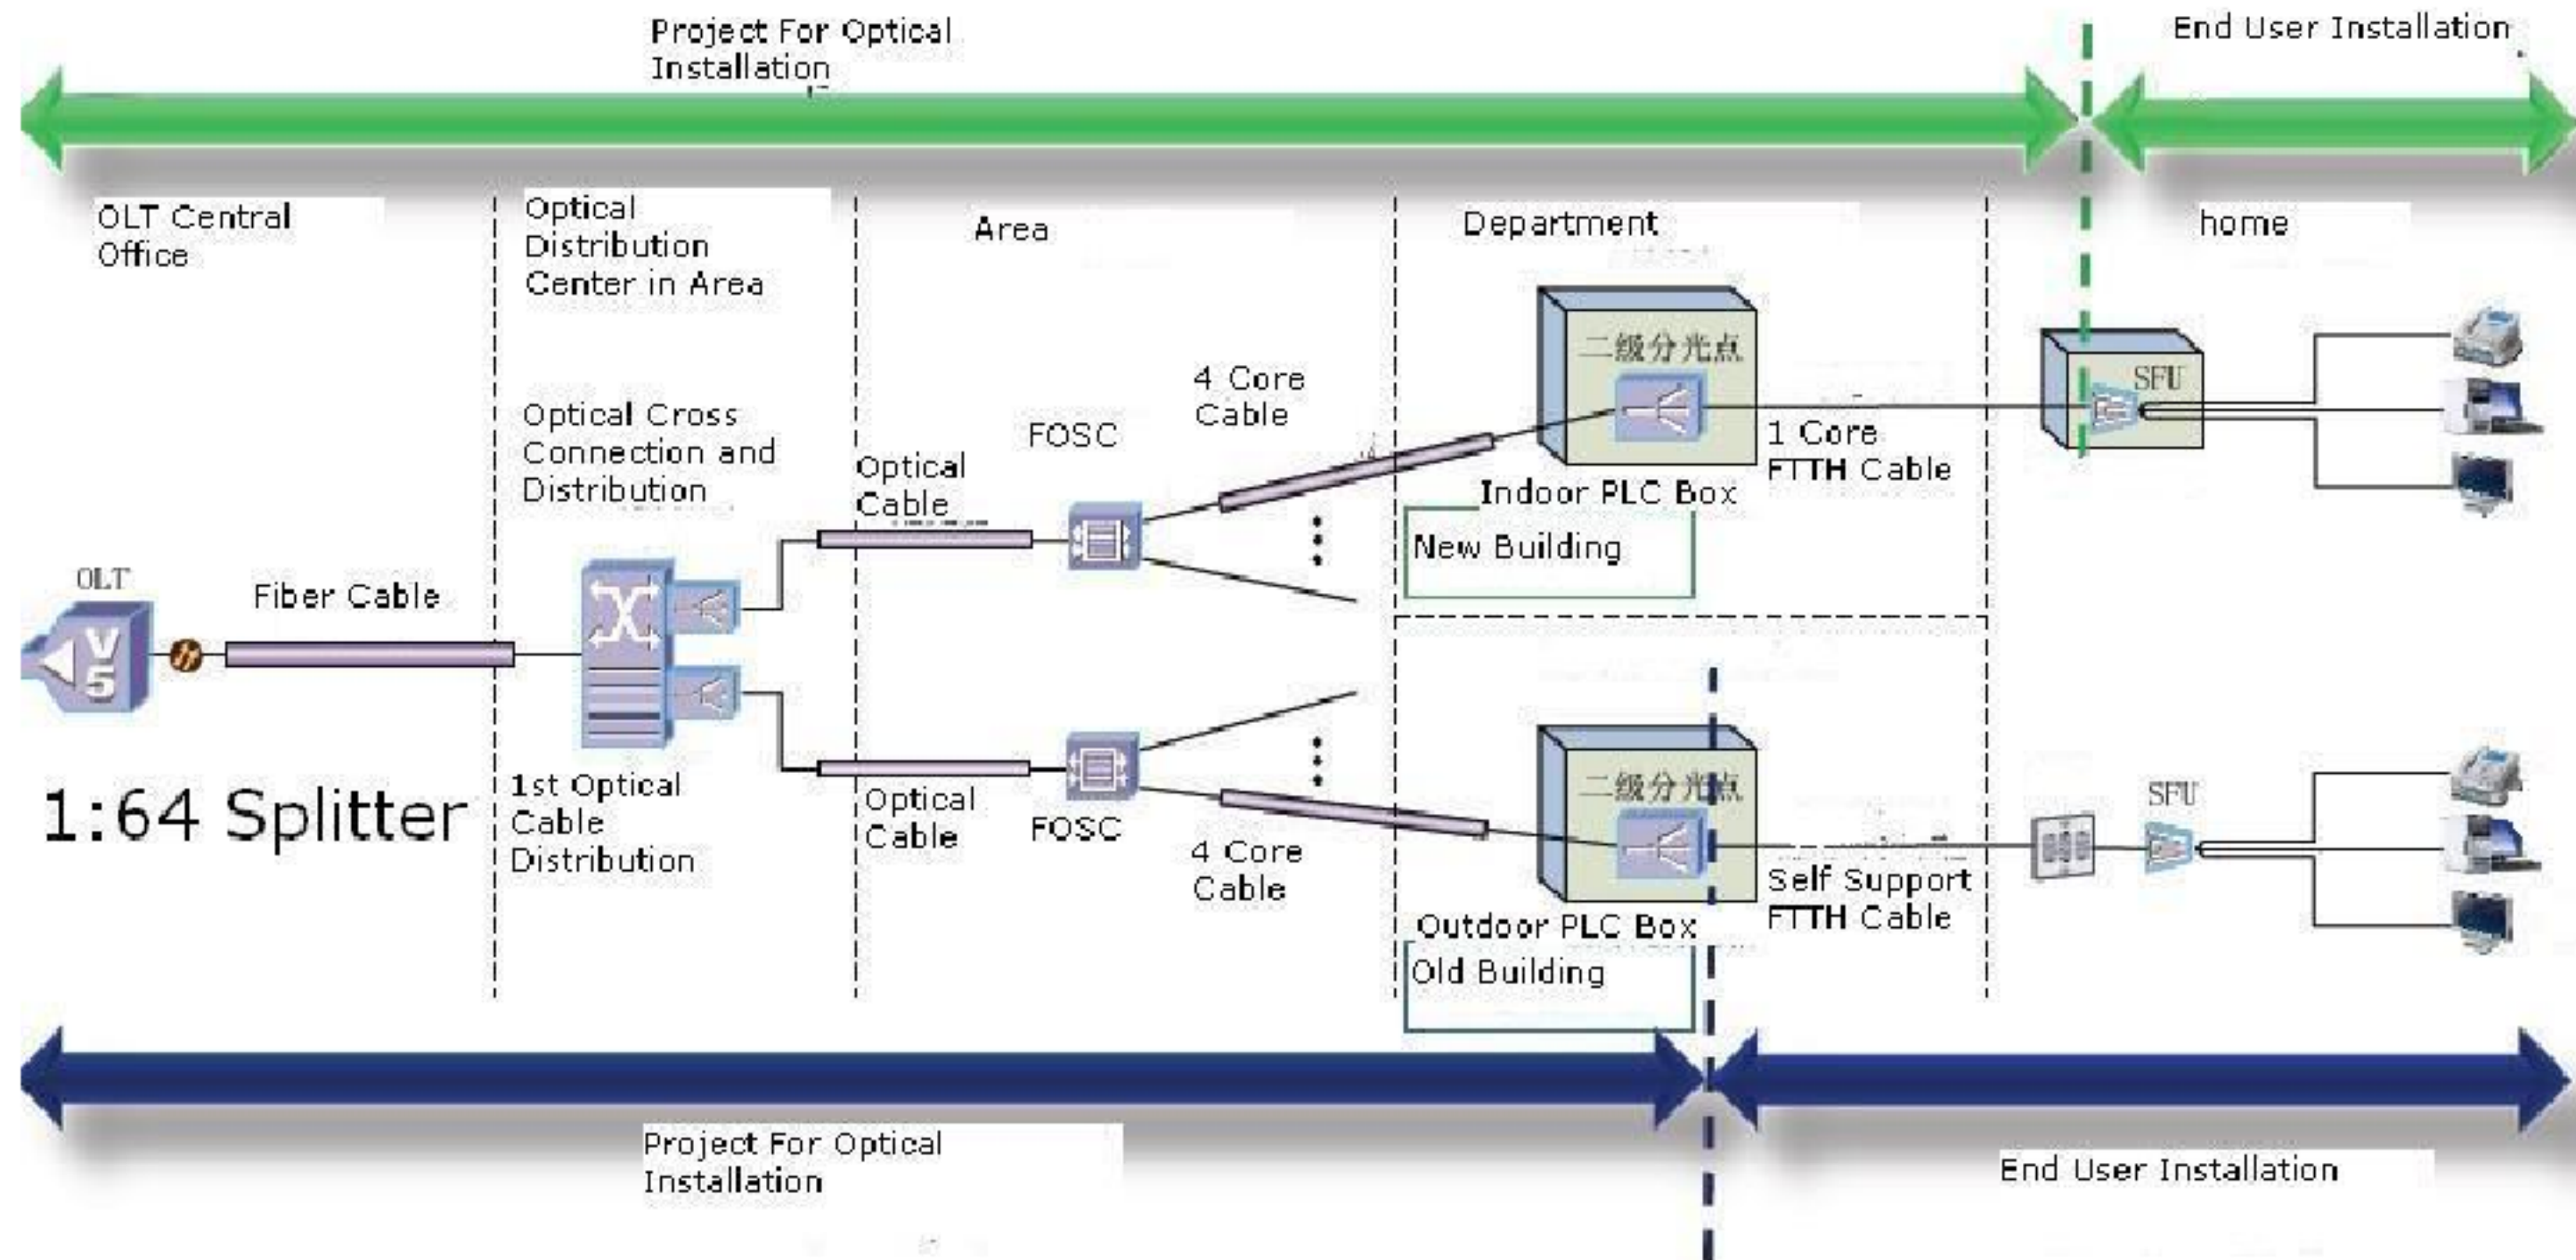 Project For Optical
Installation
End User Installation
OLT Central
Office
Optical
Distribution
Center in Area
Area
Department
home
二级分光点
4 Core
Cable
SFU
Optical Cross
Connection and
Distribution
FOSC
1 Core
FTTH Cable
Optical
Cable
Indoor PLC Box
New Building
OLT
Fiber Cable
V
5
1:64 Splitter
1st Optical
Cable
Distribution
Optical
Cable
FOSC
4 Core
Cable
二级分光点
SFU
Self Support
FTTH Cable
Outdoor PLC Box
Old Building
Project For Optical
Installation
End User Installation